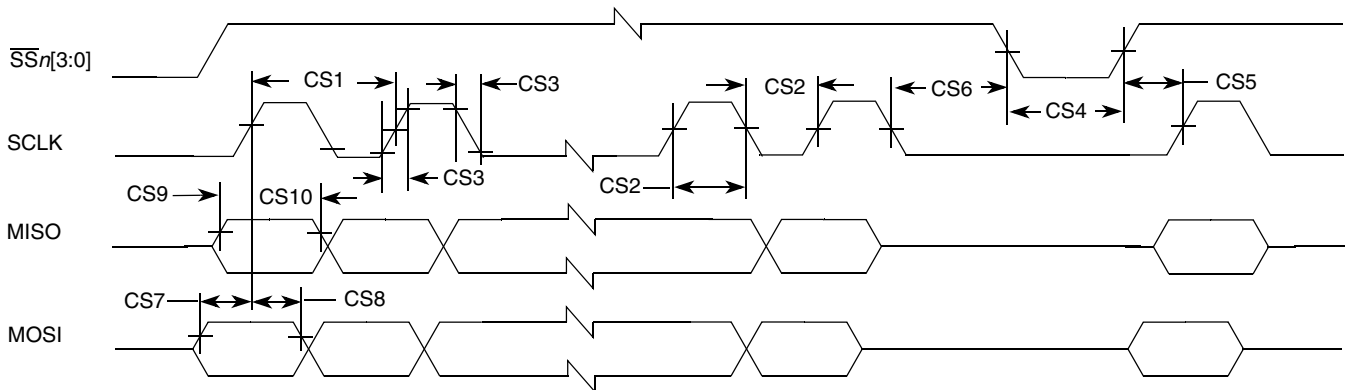 SSn[3:0]
CS1
CS3
CS2
CS6
CS5
CS4
SCLK
CS3
CS2
CS9
CS10
MISO
CS7
CS8
MOSI